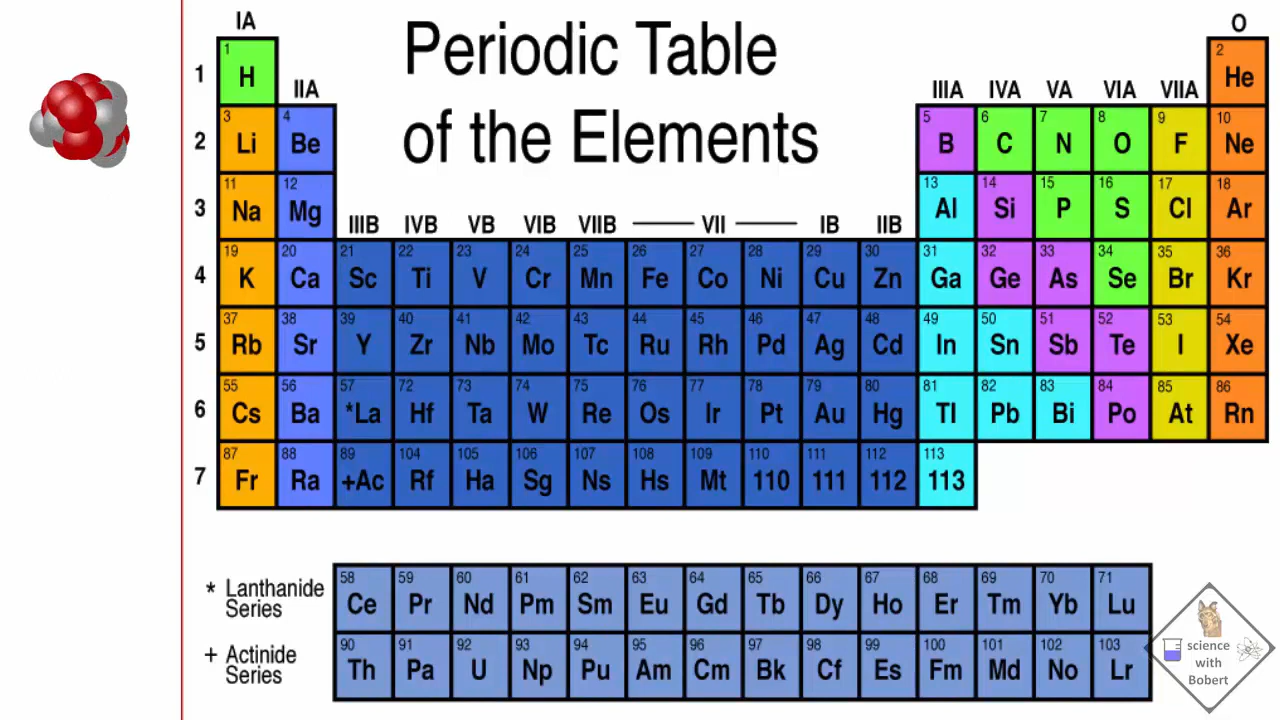 IA
O
Periodic Table
of the Elements
1
1
H
IIA
IIIA
IVA
VA
VIA
VIIA
2
He
2
3
Li
4
Be
5
B
6
C
7
N
8
O
9
F
10
Ne
3
11
Na
12
Mg
IIIB
IVB
VB
VIB
VIIB
VII
IB
IIB
13
Al
14
Si
15
P
16
S
17
Cl
18
Ar
4
19
K
20
Ca
21
Sc
22
Ti
23
V
24
Cr
25
Mn
26
Fe
27
Co
28
Ni
29
Cu
30
Zn
31
Ga
32
Ge
33
As
34
Se
35
Br
36
Kr
5
37
Rb
38
Sr
39
Y
40
Zr
41
Nb
42
Mo
43
Tc
44
Ru
45
Rh
46
Pd
47
Ag
48
Cd
49
In
50
Sn
51
Sb
52
Te
53
I
54
Xe
6
55
Cs
56
Ba
57
*La
72
Hf
73
Ta
74
W
75
Re
76
Os
77
Ir
78
Pt
79
Au
80
Hg
81
Tl
82
Pb
83
Bi
84
Po
85
At
86
Rn
7
87
Fr
88
Ra
89
+Ac
104
Rf
105
Ha
106
Sg
107
Ns
108
Hs
109
Mt
110
110
111
111
112
112
113
113
* Lanthanide
Series
58
Ce
59
Pr
60
Nd
61
Pm
62
Sm
63
Eu
64
Gd
65
Tb
66
Dy
67
Ho
68
Er
69
Tm
70
Yb
71
Lu
+ Actinide
Series
90
Th
91
Pa
92
U
93
Np
94
Pu
95
Am
96
Cm
97
Bk
98
Cf
99
Es
100
Fm
101
Md
102
No
103
Lr
science
with
Bobert